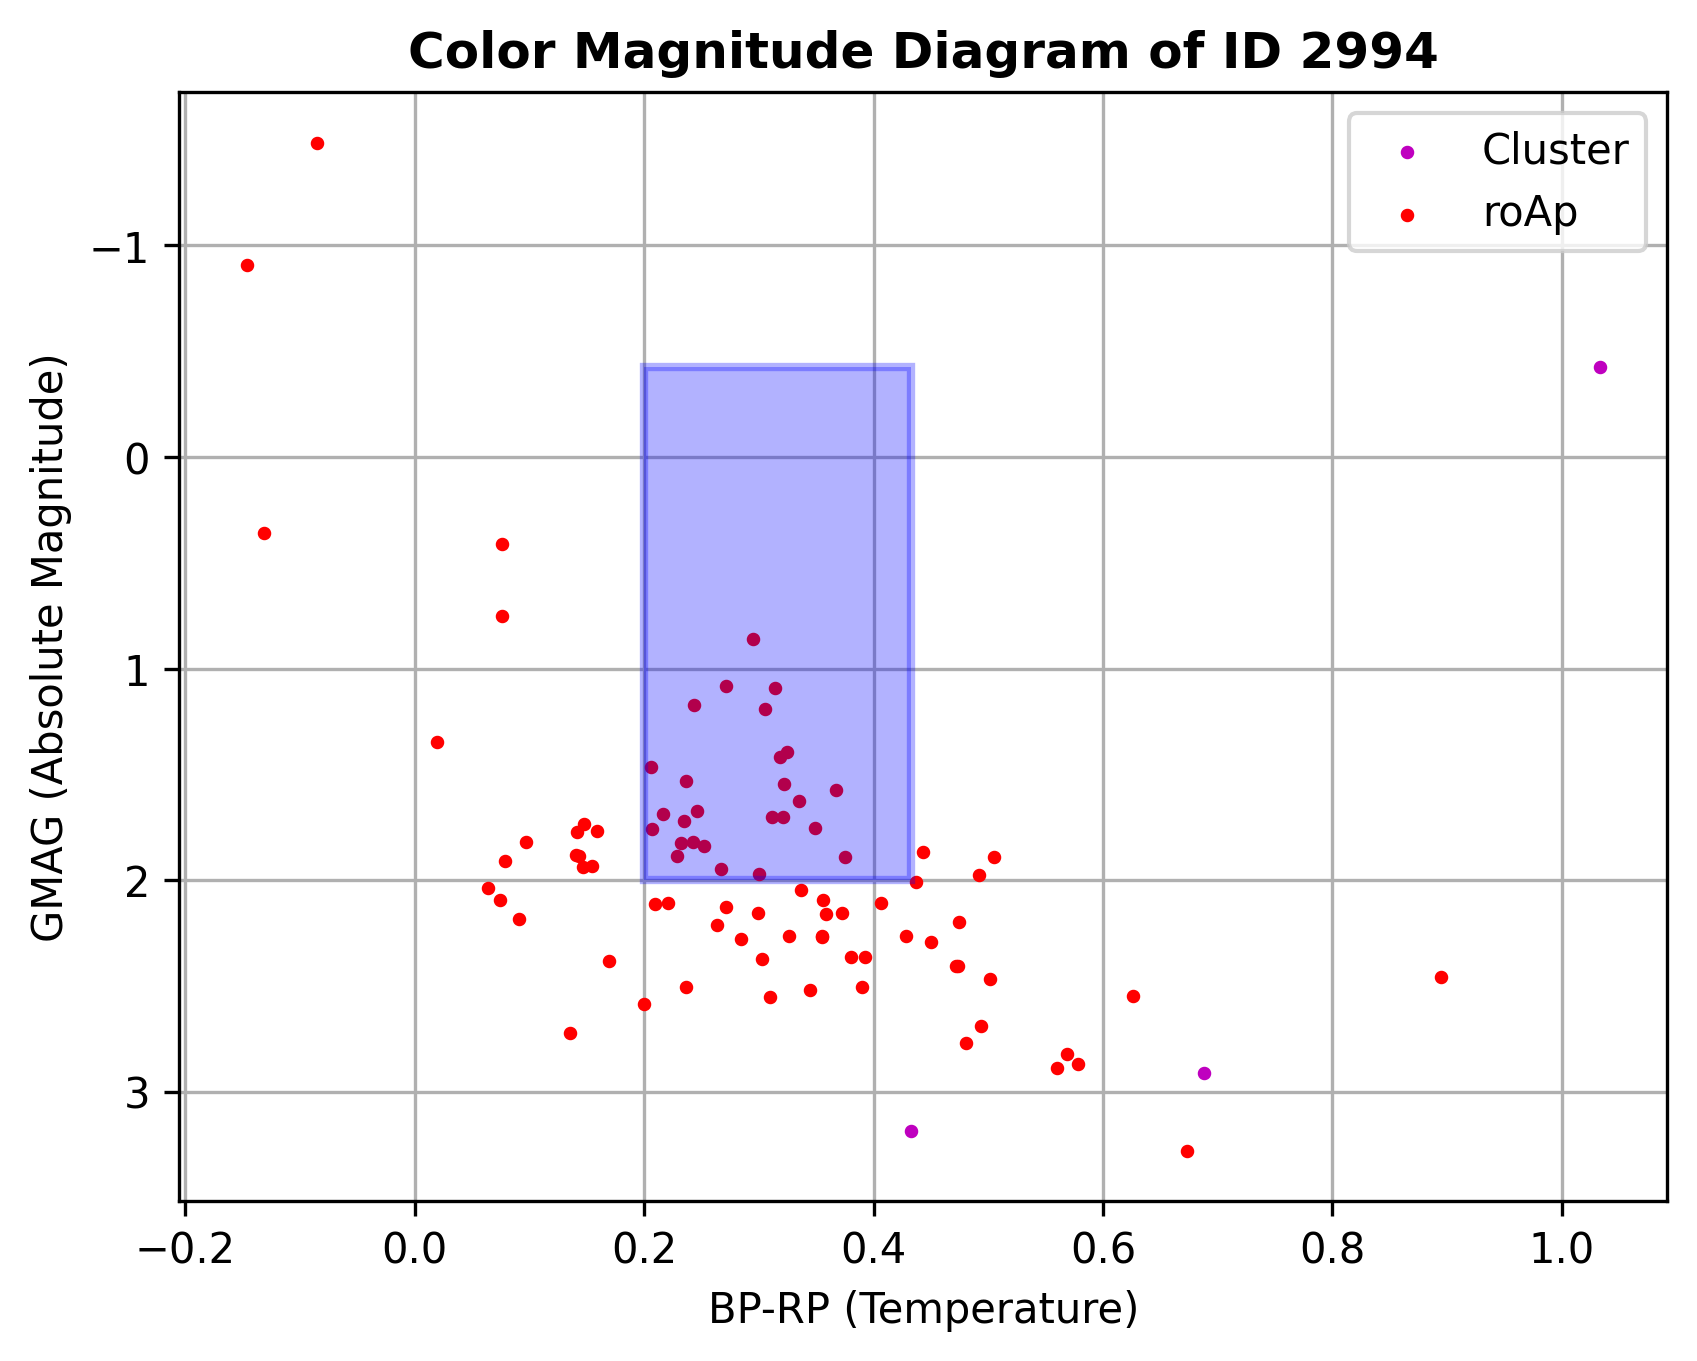 Color Magnitude Diagram of ID 2994
Cluster
roAp
GMAG (Absolute Magnitude)
−1
0
1
2
3
−0.2 0.0 0.2 0.4 0.6 0.8 1.0
BP-RP (Temperature)